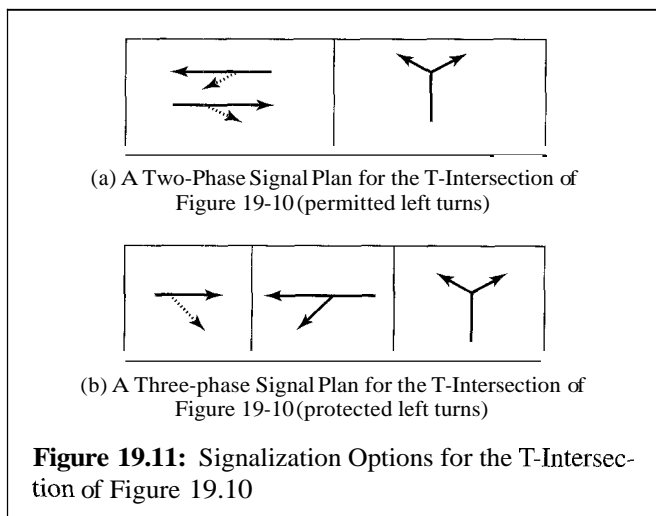 (a) A Two-Phase Signal Plan for the T-Intersection of
Figure 19-10 (permitted left turns)
(b) A Three-phase Signal Plan for the T-Intersection of
Figure 19-10 (protected left turns)
Figure 19.11: Signalization Options for the T-Intersec-
tion of Figure 19.10